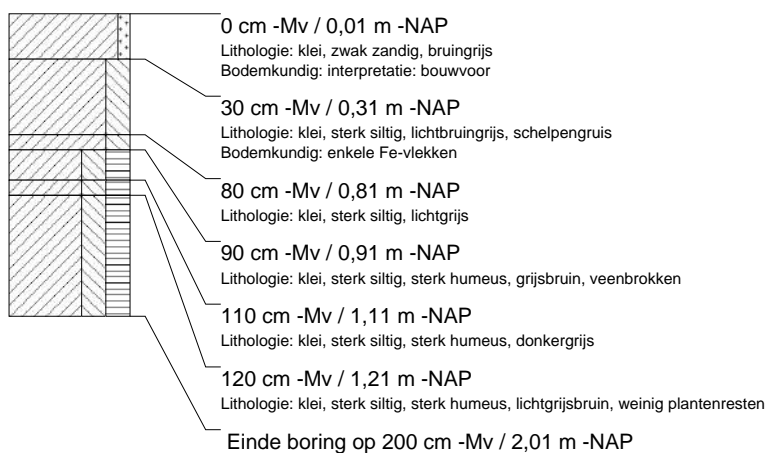 0 cm -Mv / 0,01 m -NAP
Lithologie: klei, zwak zandig, bruingrijs
Bodemkundig: interpretatie: bouwvoor
30 cm -Mv / 0,31 m -NAP
Lithologie: klei, sterk siltig, lichtbruingrijs, schelpengruis
Bodemkundig: enkele Fe-vlekken
80 cm -Mv / 0,81 m -NAP
Lithologie: klei, sterk siltig, lichtgrijs
90 cm -Mv / 0,91 m -NAP
Lithologie: klei, sterk siltig, sterk humeus, grijsbruin, veenbrokken
110 cm -Mv / 1,11 m -NAP
Lithologie: klei, sterk siltig, sterk humeus, donkergrijs
120 cm -Mv / 1,21 m -NAP
Lithologie: klei, sterk siltig, sterk humeus, lichtgrijsbruin, weinig plantenresten
Einde boring op 200 cm -Mv / 2,01 m -NAP